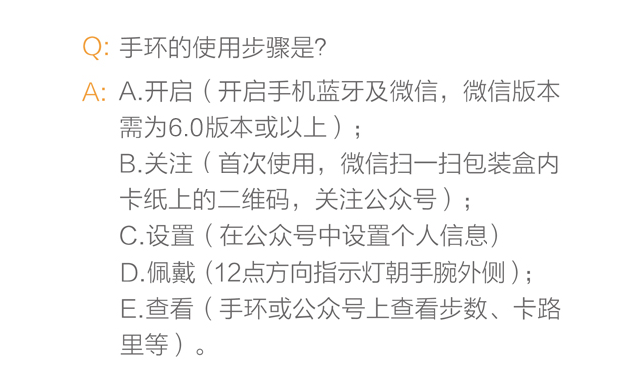 Q: 手环的使用步骤是?
A: A.开启（开启手机蓝牙及微信，微信版本
需为6.0版本或以上）；
B.关注（首次使用，微信扫一扫包装盒内
卡纸上的二维码，关注公众号）；
C.设置（在公众号中设置个人信息）
D.佩戴 (12点方向指示灯朝手腕外侧）；
E.查看（手环或公众号上查看步数、卡路
里等）。